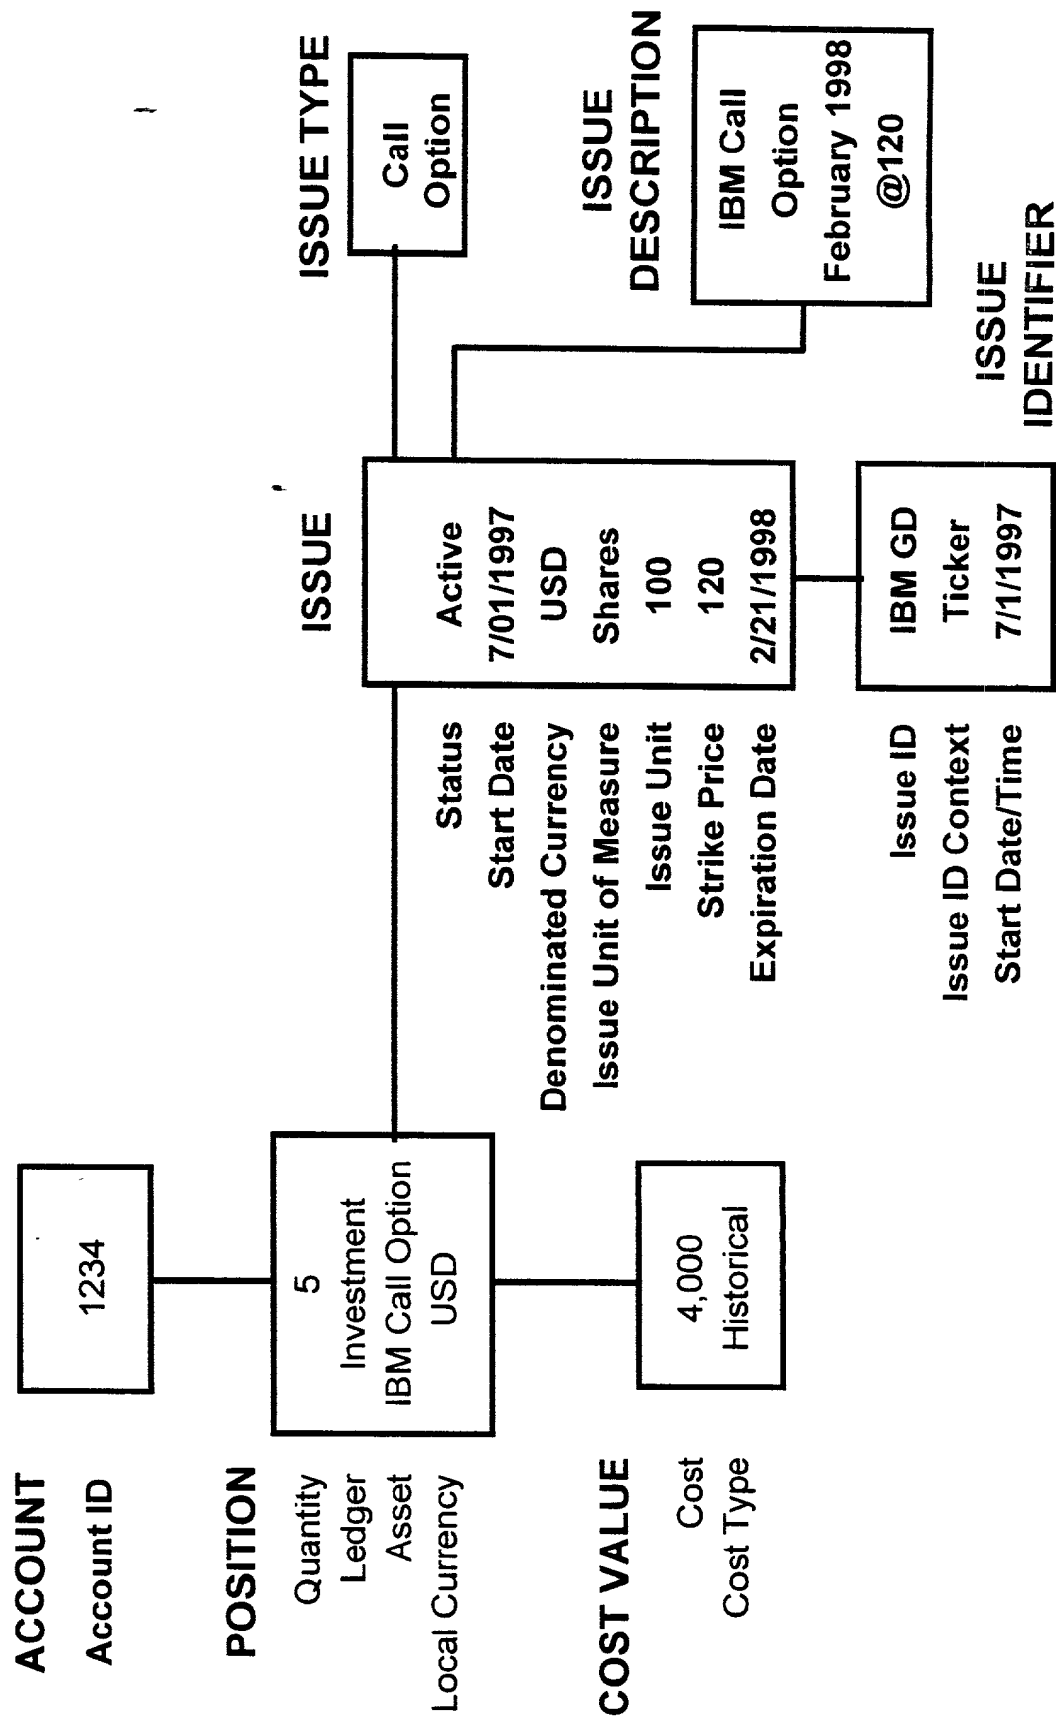 ACCOUNT
Account ID
1234
POSITION
Quantity
Ledger
Asset
Local Currency
5
Investment
IBM Call Option
USD
COST VALUE
Cost
Cost Type
4,000
Historical
ISSUE
Status
Start Date
Denominated Currency
Issue Unit of Measure
Issue Unit
Strike Price
Expiration Date
Active
7/01/1997
USD
Shares
100
120
2/21/1998
Issue ID
Issue ID Context
Start Date/Time
IBM GD
Ticker
7/1/1997
ISSUE
IDENTIFIER
ISSUE TYPE
Call
Option
ISSUE
DESCRIPTION
IBM Call
Option
February 1998
@120